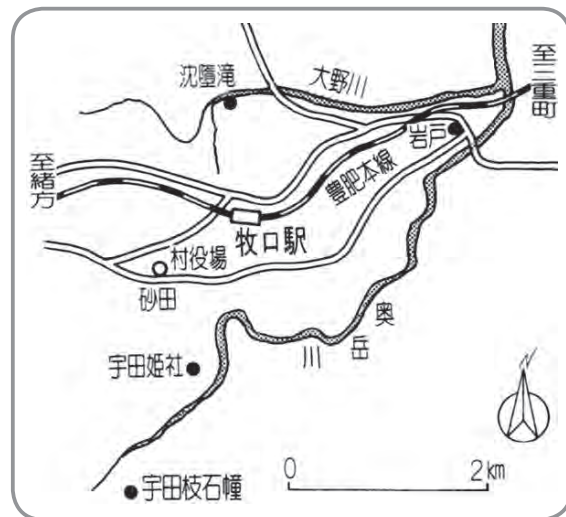 沈墮滝
大野川
至三重町
岩戸
至緒方
豊肥本線
牧口駅
村役場
砂田
奥岳川
宇田姫社
N
0
2km
宇田枝石幢